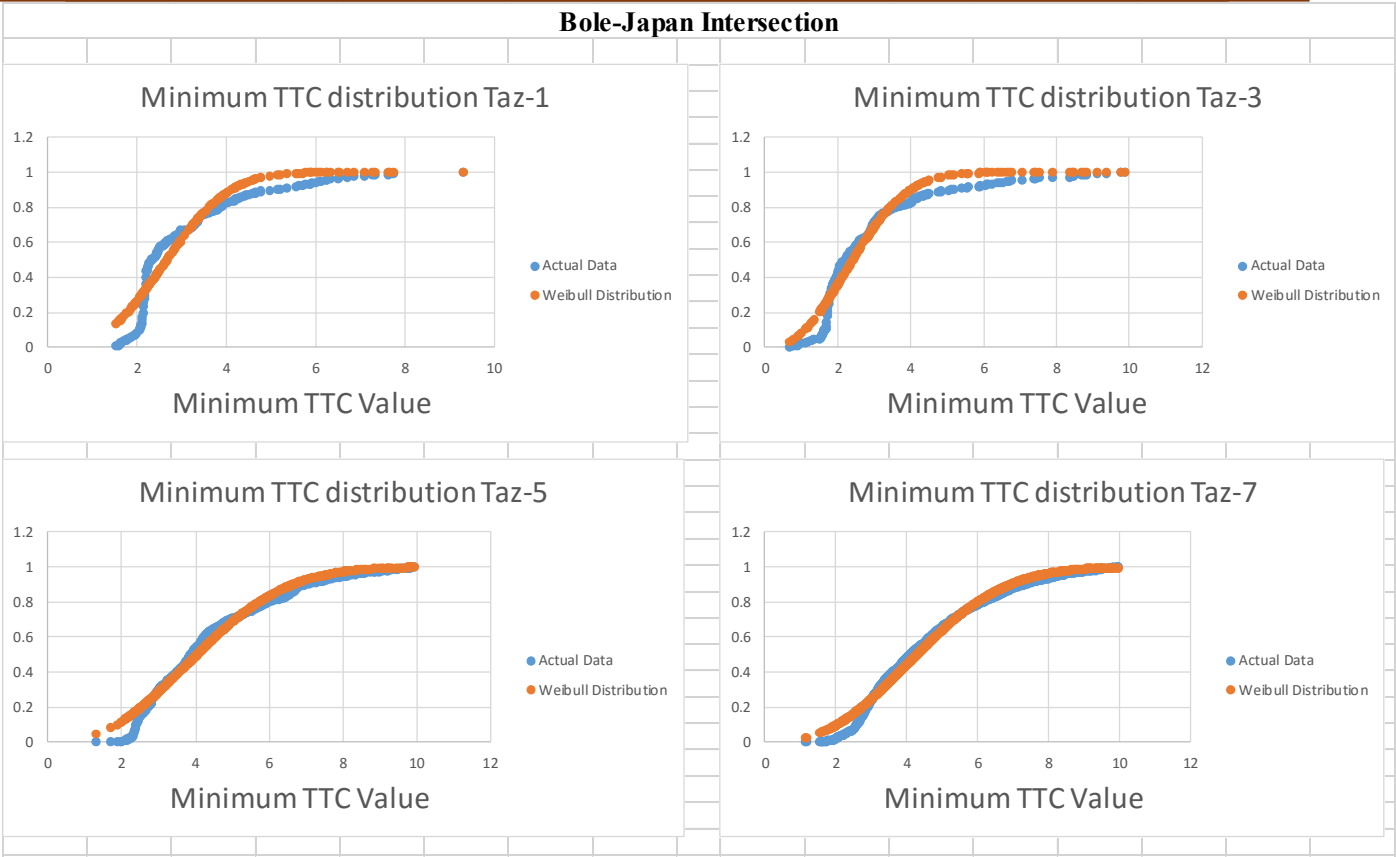 Bole-Japan Intersection
Minimum TTC distribution Taz-1
1.2
1
0.8
0.6
0.4
0.2
0
0 2 4 6 8 10
Actual Data
Weibull Distribution
Minimum TTC Value
Minimum TTC distribution Taz-3
1.2
1
0.8
0.6
0.4
0.2
0
0 2 4 6 8 10 12
Actual Data
Weibull Distribution
Minimum TTC Value
Minimum TTC distribution Taz-5
1.2
1
0.8
0.6
0.4
0.2
0
0 2 4 6 8 10 12
Actual Data
Weibull Distribution
Minimum TTC Value
Minimum TTC distribution Taz-7
1.2
1
0.8
0.6
0.4
0.2
0
0 2 4 6 8 10 12
Actual Data
Weibull Distribution
Minimum TTC Value